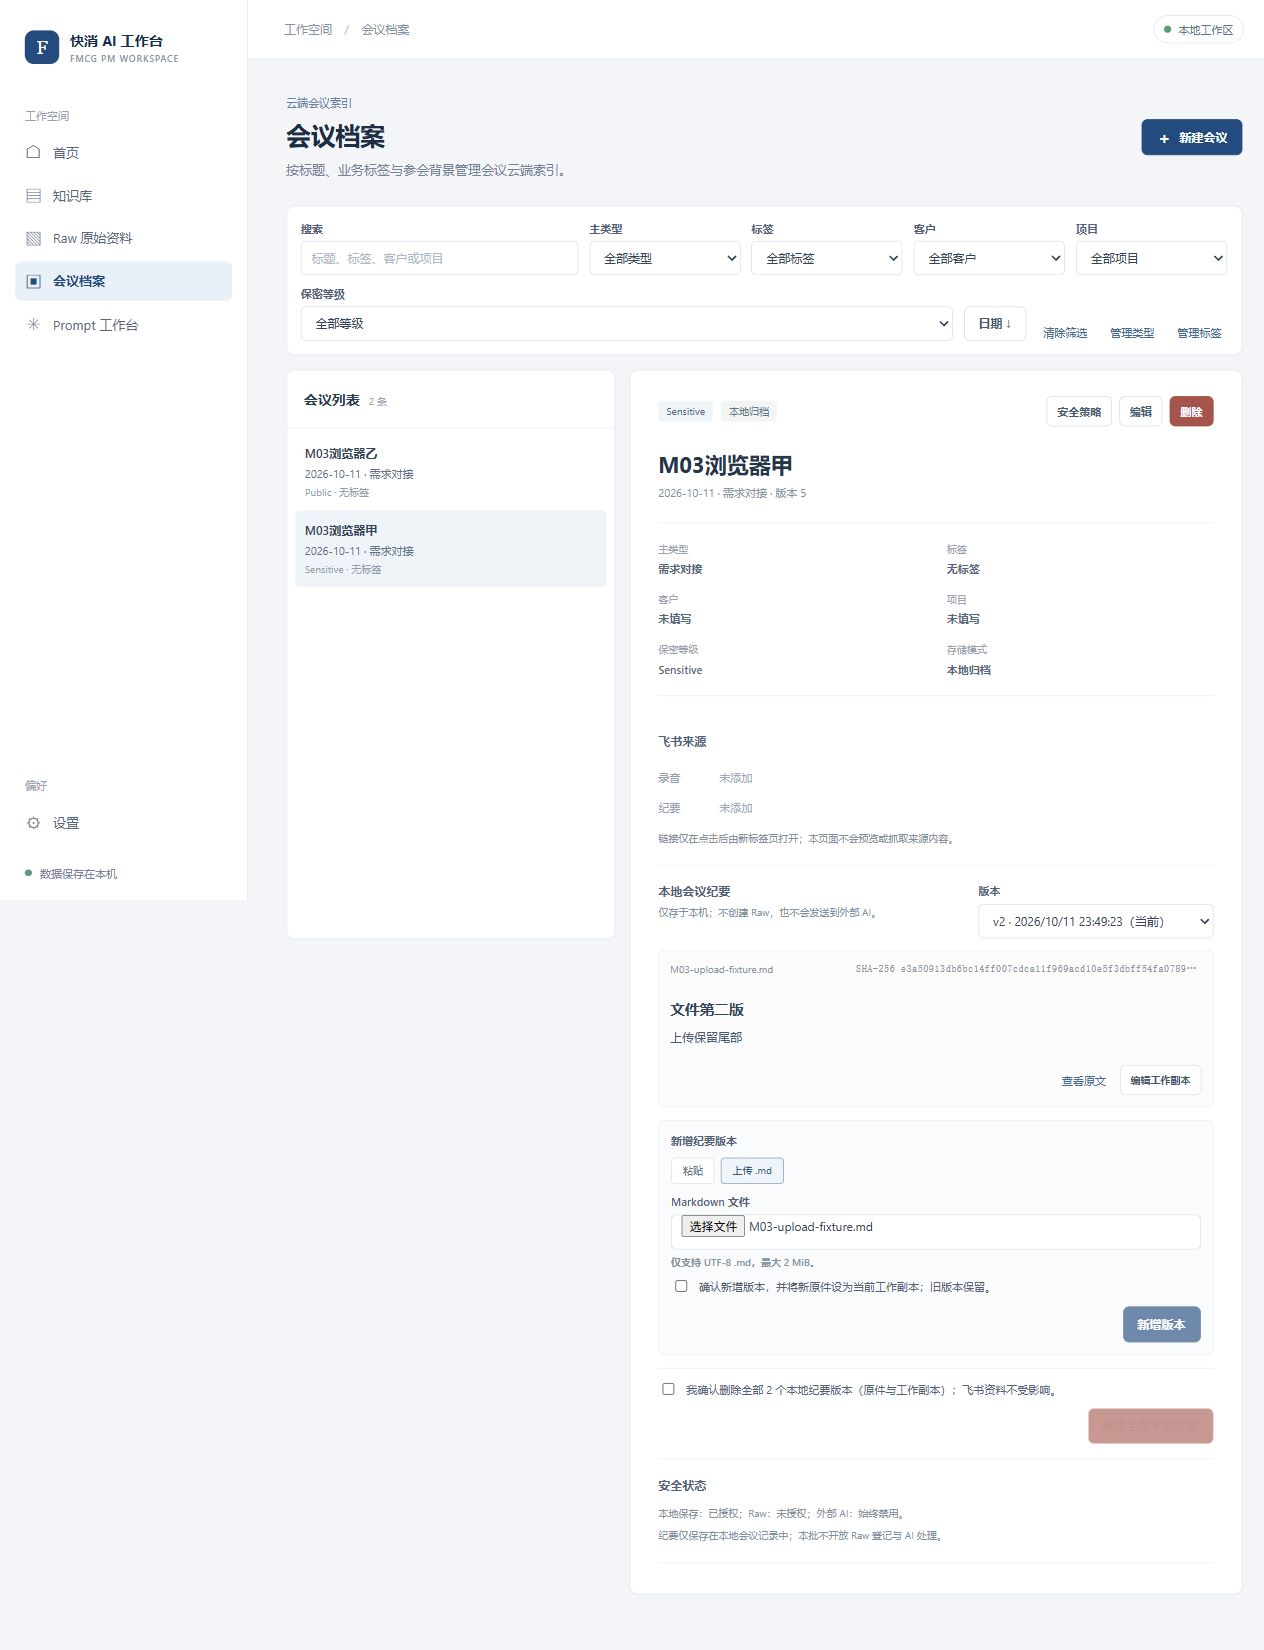 F
快消 AI 工作台
FMCG PM WORKSPACE
工作空间
首页
知识库
Raw 原始资料
会议档案
Prompt 工作台
偏好
设置
数据保存在本机
工作空间 / 会议档案
本地工作区
云端会议索引
会议档案
按标题、业务标签与参会背景管理会议云端索引。
+ 新建会议
搜索
标题、标签、客户或项目
主类型
全部类型
标签
全部标签
客户
全部客户
项目
全部项目
保密等级
全部等级
日期 ↓
清除筛选
管理类型
管理标签
会议列表 2 条
M03浏览器乙
2026-10-11 · 需求对接
Public · 无标签
M03浏览器甲
2026-10-11 · 需求对接
Sensitive · 无标签
Sensitive
本地归档
安全策略
编辑
删除
M03浏览器甲
2026-10-11 · 需求对接 · 版本 5
主类型
需求对接
标签
无标签
客户
未填写
项目
未填写
保密等级
Sensitive
存储模式
本地归档
飞书来源
录音 未添加
纪要 未添加
链接仅在点击后由新标签页打开；本页面不会预览或抓取来源内容。
本地会议纪要
仅存于本机；不创建 Raw，也不会发送到外部 AI。
版本
v2 · 2026/10/11 23:49:23（当前）
M03-upload-fixture.md
SHA-256 e3a50913db6bc14ff007cdca11f969acd10e5f3dbff54fa0789…
文件第二版
上传保留尾部
查看原文
编辑工作副本
新增纪要版本
粘贴
上传 .md
Markdown 文件
选择文件 M03-upload-fixture.md
仅支持 UTF-8 .md，最大 2 MiB。
确认新增版本，并将新原件设为当前工作副本；旧版本保留。
新增版本
我确认删除全部 2 个本地纪要版本（原件与工作副本）；飞书资料不受影响。
安全状态
本地保存：已授权；Raw：未授权；外部 AI：始终禁用。
纪要仅保存在本地会议记录中；本批不开放 Raw 登记与 AI 处理。